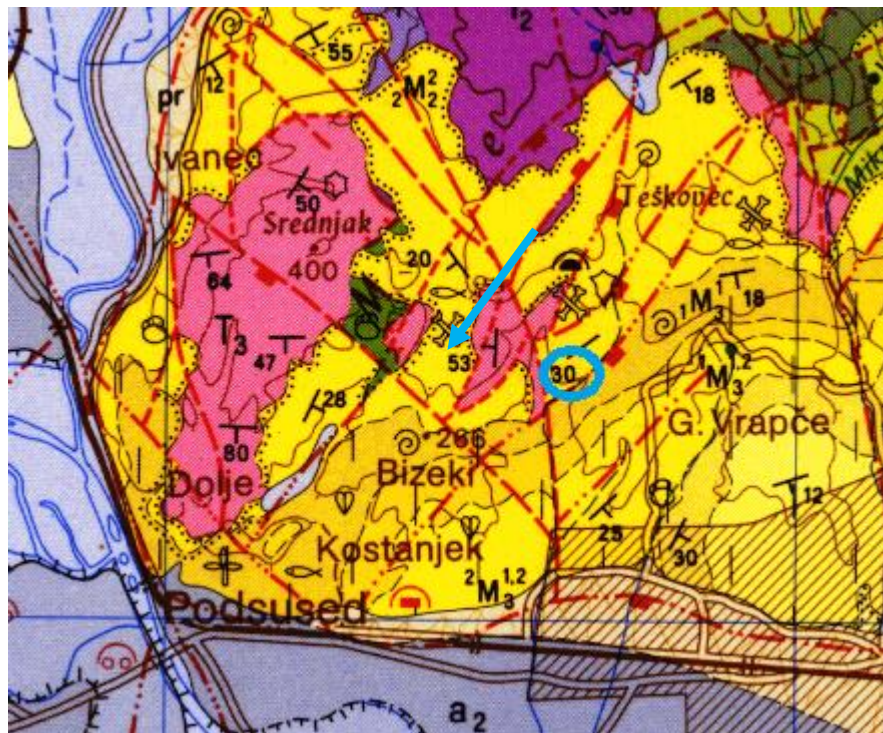 55
12
₂M₂²
18
pr
Ivanec
50
Srednjak
400
Teškovec
20
64
₁M₃¹
18
T₃
53
47
30
¹M₃²
28
G. Vrapče
266
80
Bizeki
Dolje
12
25
Kostanjek
30
²M₃¹,²
Podsused
a₂